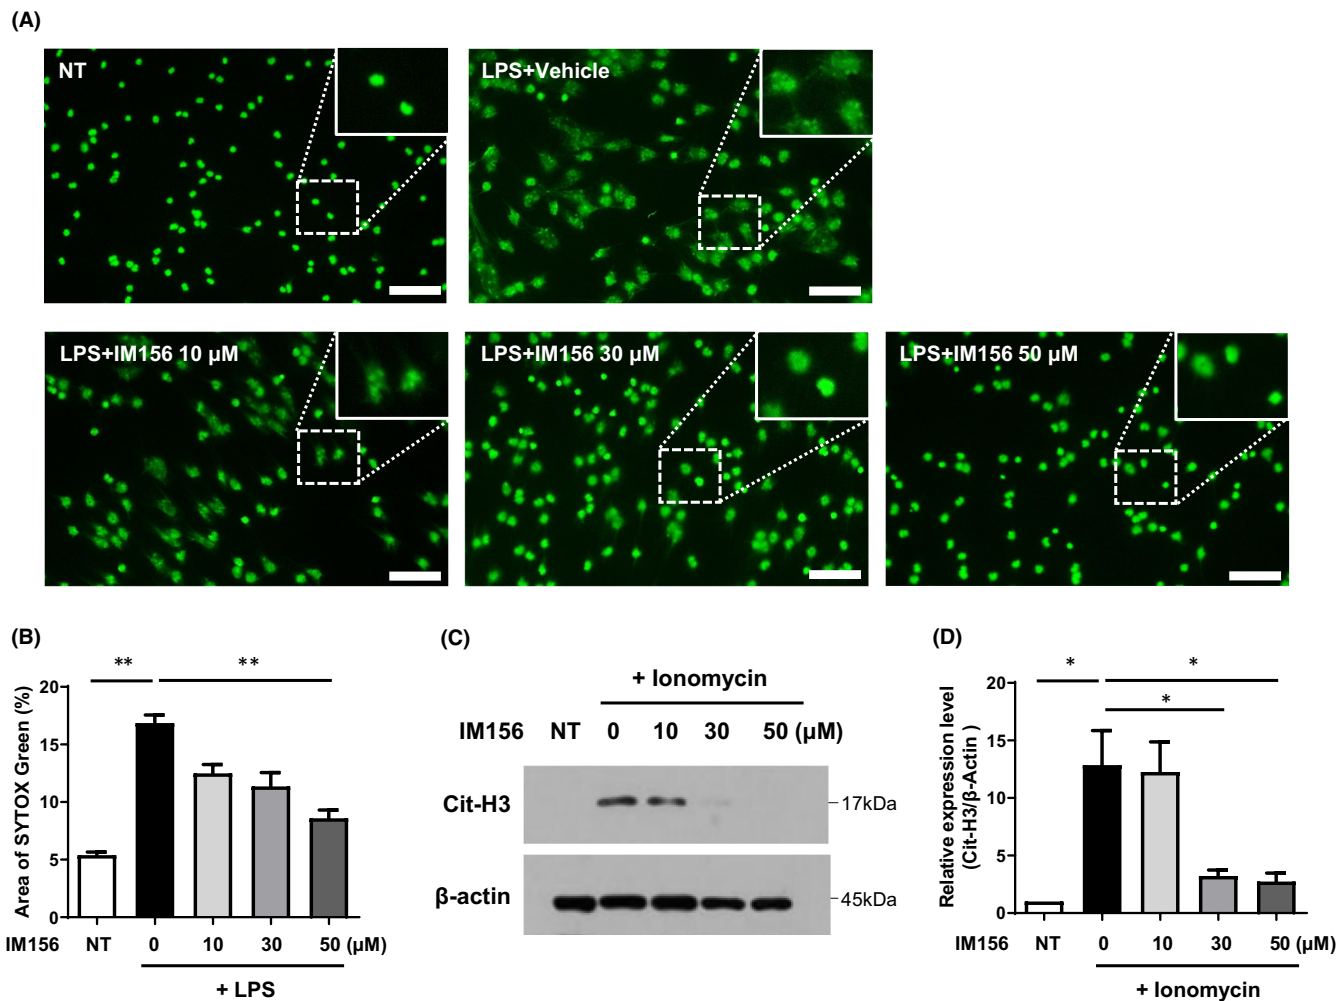 (A)
NT
LPS+Vehicle
LPS+IM156 10 μM
LPS+IM156 30 μM
LPS+IM156 50 μM
(B)
**
**
Area of SYTOX Green (%)
20
15
10
5
0
IM156 NT 0 10 30 50 (μM)
+ LPS
(C)
+ Ionomycin
IM156 NT 0 10 30 50 (μM)
Cit-H3
17kDa
β-actin
45kDa
(D)
*
*
*
Relative expression level
(Cit-H3/β-Actin )
20
15
10
5
0
IM156 NT 0 10 30 50 (μM)
+ Ionomycin